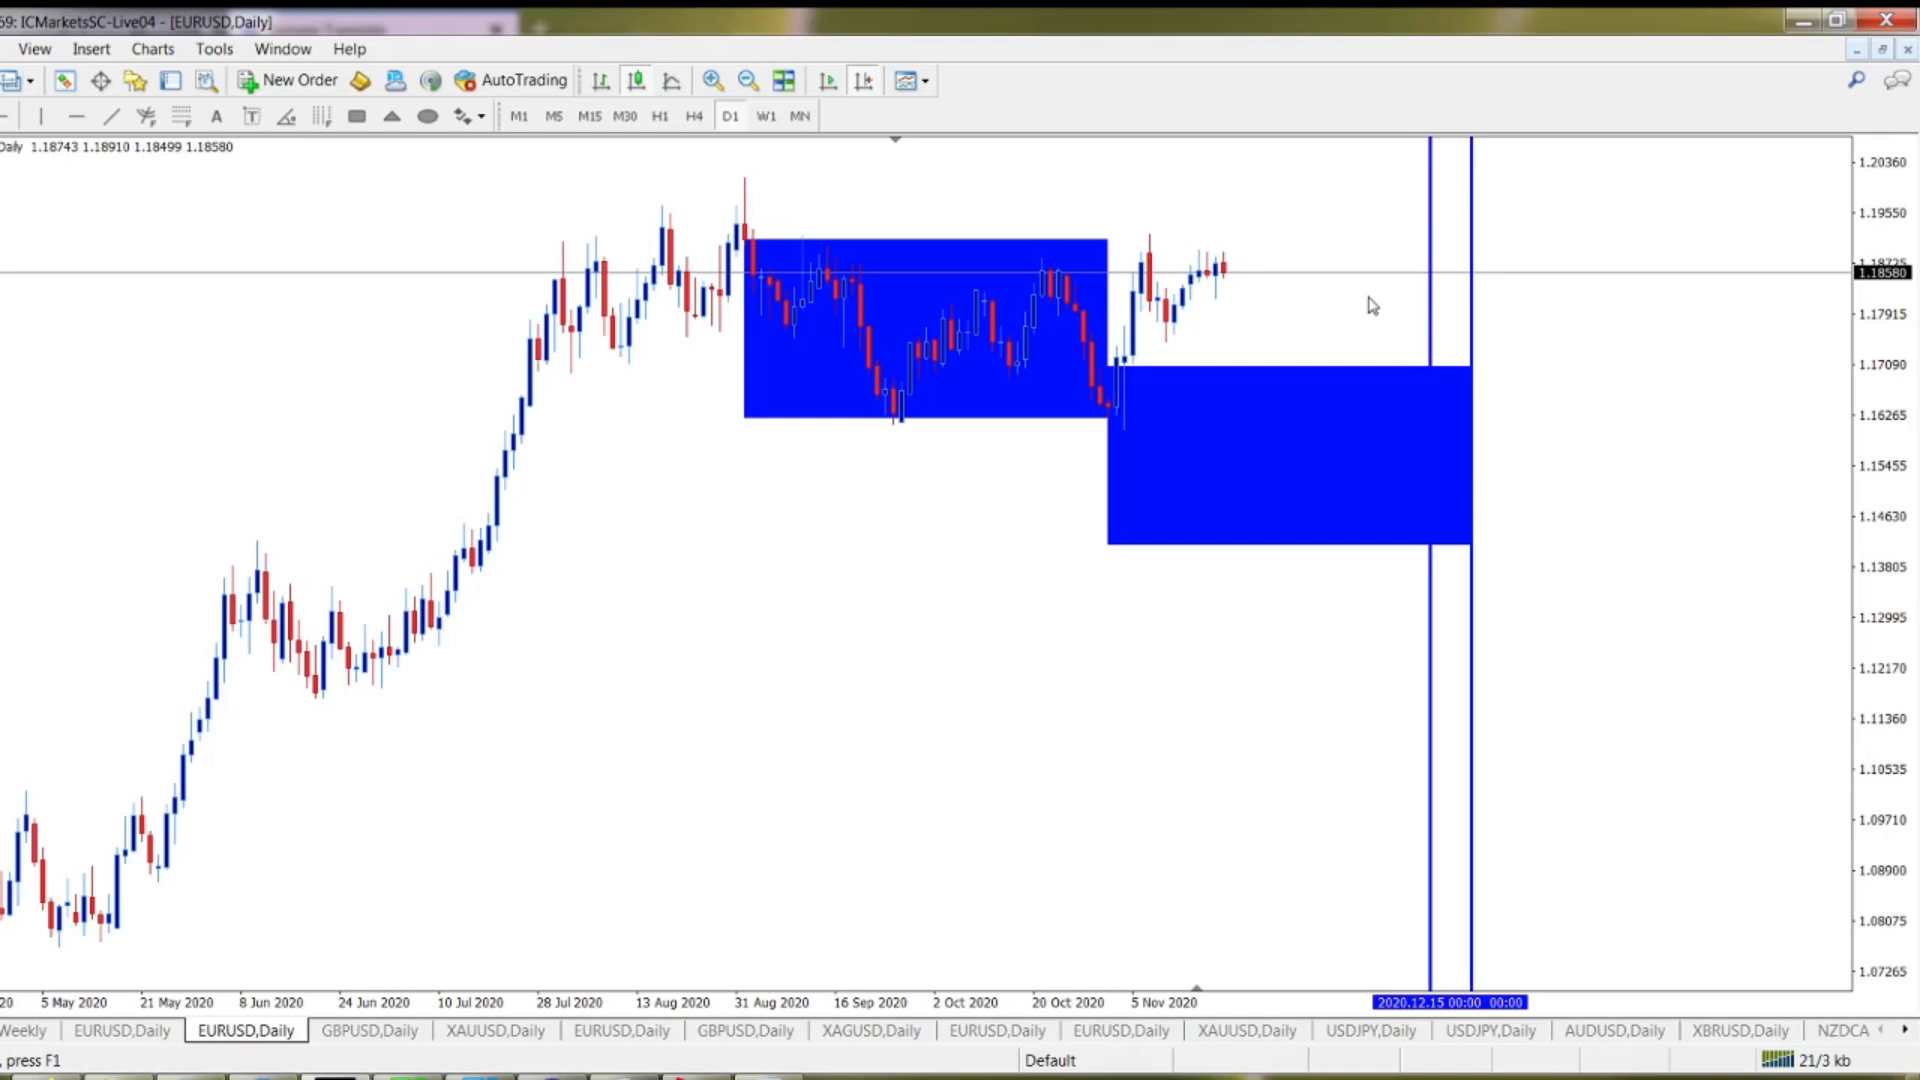 59: ICMarketsSC-Live04 - [EURUSD,Daily]
View Insert Charts Tools Window Help
New Order AutoTrading
A T M1 M5 M15 M30 H1 H4 D1 W1 MN
Daily 1.18743 1.18910 1.18499 1.18580
1.20360
1.19550
1.18725
1.18580
1.17915
1.17090
1.16265
1.15455
1.14630
1.13805
1.12995
1.12170
1.11360
1.10535
1.09710
1.08900
1.08075
1.07265
20 5 May 2020 21 May 2020 8 Jun 2020 24 Jun 2020 10 Jul 2020 28 Jul 2020 13 Aug 2020 31 Aug 2020 16 Sep 2020 2 Oct 2020 20 Oct 2020 5 Nov 2020 2020.12.15 00:00 00:00
Weekly EURUSD,Daily EURUSD,Daily GBPUSD,Daily XAUUSD,Daily EURUSD,Daily GBPUSD,Daily XAGUSD,Daily EURUSD,Daily EURUSD,Daily XAUUSD,Daily USDJPY,Daily USDJPY,Daily AUDUSD,Daily XBRUSD,Daily NZDCA
, press F1 Default 21/3 kb